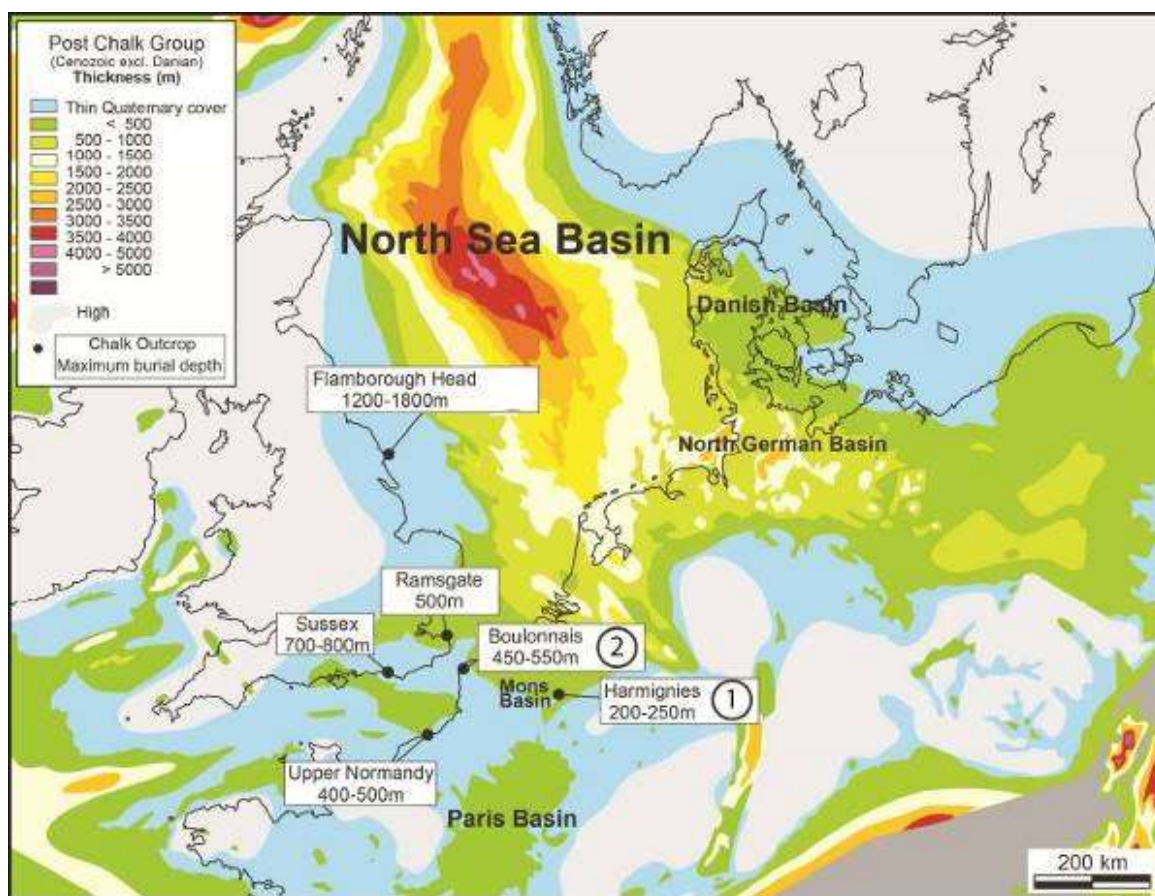 Post Chalk Group
(Cenozoic excl. Danian)
Thickness (m)
Thin Quaternary cover
< 500
500 - 1000
1000 - 1500
1500 - 2000
2000 - 2500
2500 - 3000
3000 - 3500
3500 - 4000
4000 - 5000
> 5000
High
Chalk Outcrop
Maximum burial depth
North Sea Basin
Danish Basin
Flamborough Head
1200-1800m
North German Basin
Ramsgate
500m
Sussex
700-800m
Boulonnais
450-550m
2
Mons
Basin
Harmignies
200-250m
1
Upper Normandy
400-500m
Paris Basin
200 km